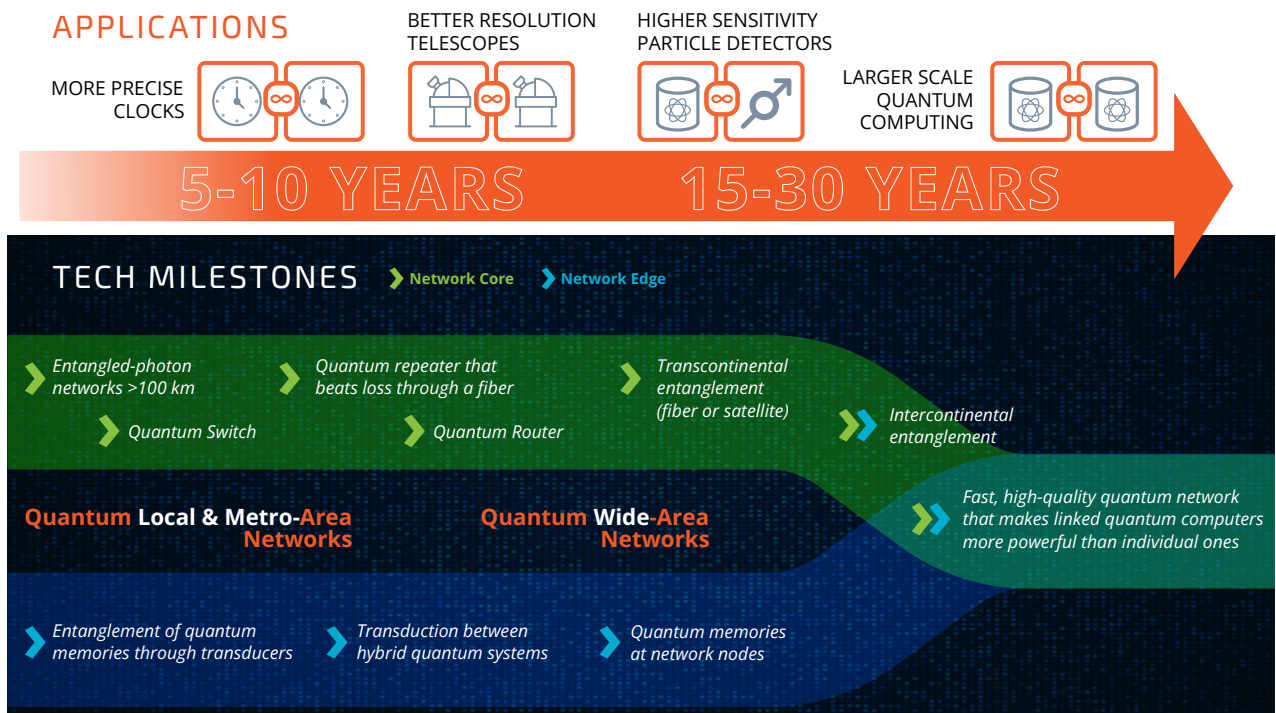 APPLICATIONS
MORE PRECISE
CLOCKS
BETTER RESOLUTION
TELESCOPES
HIGHER SENSITIVITY
PARTICLE DETECTORS
LARGER SCALE
QUANTUM
COMPUTING
5-10 YEARS
15-30 YEARS
TECH MILESTONES
Network Core
Network Edge
Entangled-photon
networks >100 km
Quantum repeater that
beats loss through a fiber
Transcontinental
entanglement
(fiber or satellite)
Quantum Switch
Quantum Router
Intercontinental
entanglement
Quantum Local & Metro-Area
Networks
Quantum Wide-Area
Networks
Fast, high-quality quantum network
that makes linked quantum computers
more powerful than individual ones
Entanglement of quantum
memories through transducers
Transduction between
hybrid quantum systems
Quantum memories
at network nodes